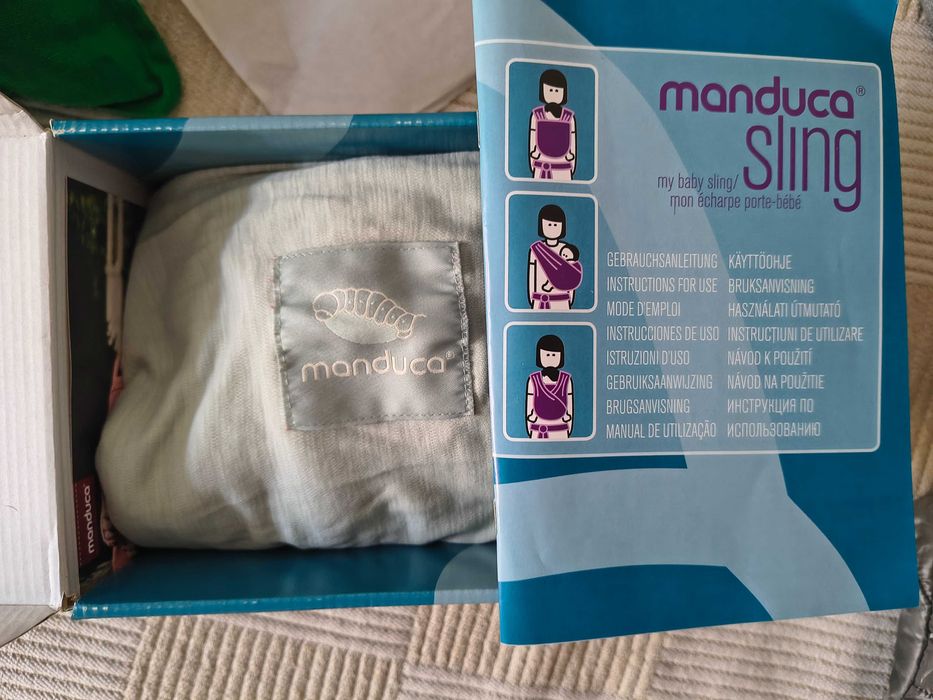 manduca®
manduca®
manduca®
sling
my baby sling/
mon écharpe porte-bébé
GEBRAUCHSANLEITUNG
INSTRUCTIONS FOR USE
MODE D'EMPLOI
INSTRUCCIONES DE USO
ISTRUZIONI D'USO
GEBRUIKSAANWIJZING
BRUGSANVISNING
MANUAL DE UTILIZAÇÃO
KÄYTTÖOHJE
BRUKSANVISNING
HASZNÁLATI ÚTMUTATÓ
INSTRUCŢIUNI DE UTILIZARE
NÁVOD K POUŽITÍ
NÁVOD NA POUŽITIE
ИНСТРУКЦИЯ ПО
ИСПОЛЬЗОВАНИЮ